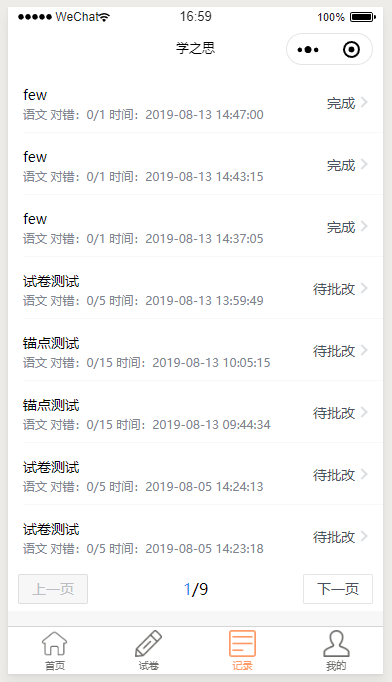 WeChat
16:59
100%
学之思
few
语文 对错：0/1 时间：2019-08-13 14:47:00
完成
few
语文 对错：0/1 时间：2019-08-13 14:43:15
完成
few
语文 对错：0/1 时间：2019-08-13 14:37:05
完成
试卷测试
语文 对错：0/5 时间：2019-08-13 13:59:49
待批改
锚点测试
语文 对错：0/15 时间：2019-08-13 10:05:15
待批改
锚点测试
语文 对错：0/15 时间：2019-08-13 09:44:34
待批改
试卷测试
语文 对错：0/5 时间：2019-08-05 14:24:13
待批改
试卷测试
语文 对错：0/5 时间：2019-08-05 14:23:18
待批改
上一页
1/9
下一页
首页
试卷
记录
我的